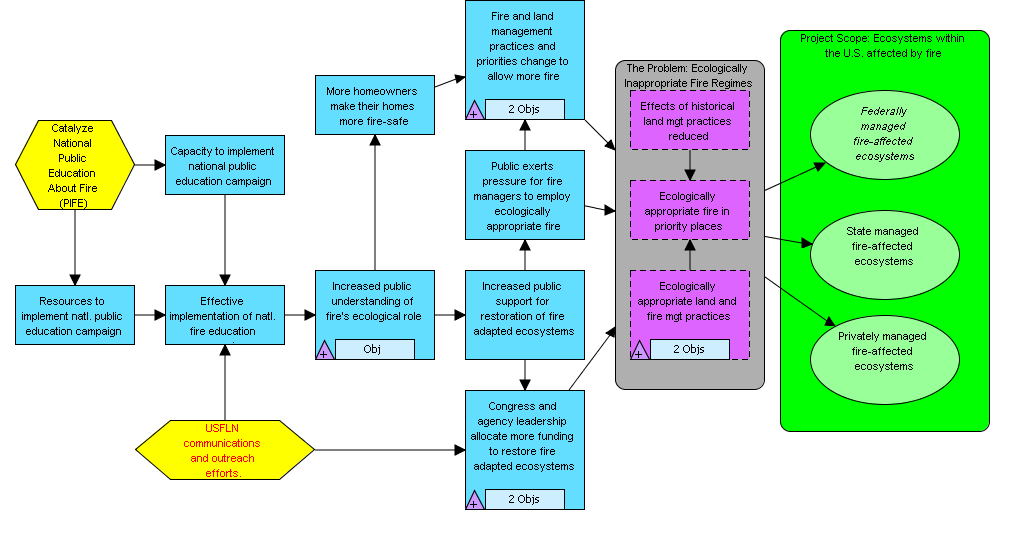 Catalyze
National
Public
Education
About Fire
(PIFE)
Capacity to implement
national public
education campaign
Resources to
implement natl. public
education campaign
Effective
implementation of natl.
fire education
USFLN
communications
and outreach
efforts.
More homeowners
make their homes
more fire-safe
Increased public
understanding of
fire's ecological role
+
Obj
Fire and land
management
practices and
priorities change to
allow more fire
+
2 Objs
Public exerts
pressure for fire
managers to employ
ecologically
appropriate fire
Increased public
support for
restoration of fire
adapted ecosystems
Congress and
agency leadership
allocate more funding
to restore fire
adapted ecosystems
+
2 Objs
The Problem: Ecologically
Inappropriate Fire Regimes
Effects of historical
land mgt practices
reduced
Ecologically
appropriate fire in
priority places
Ecologically
appropriate land and
fire mgt practices
+
2 Objs
Project Scope: Ecosystems within
the U.S. affected by fire
Federally
managed
fire-affected
ecosystems
State managed
fire-affected
ecosystems
Privately managed
fire-affected
ecosystems